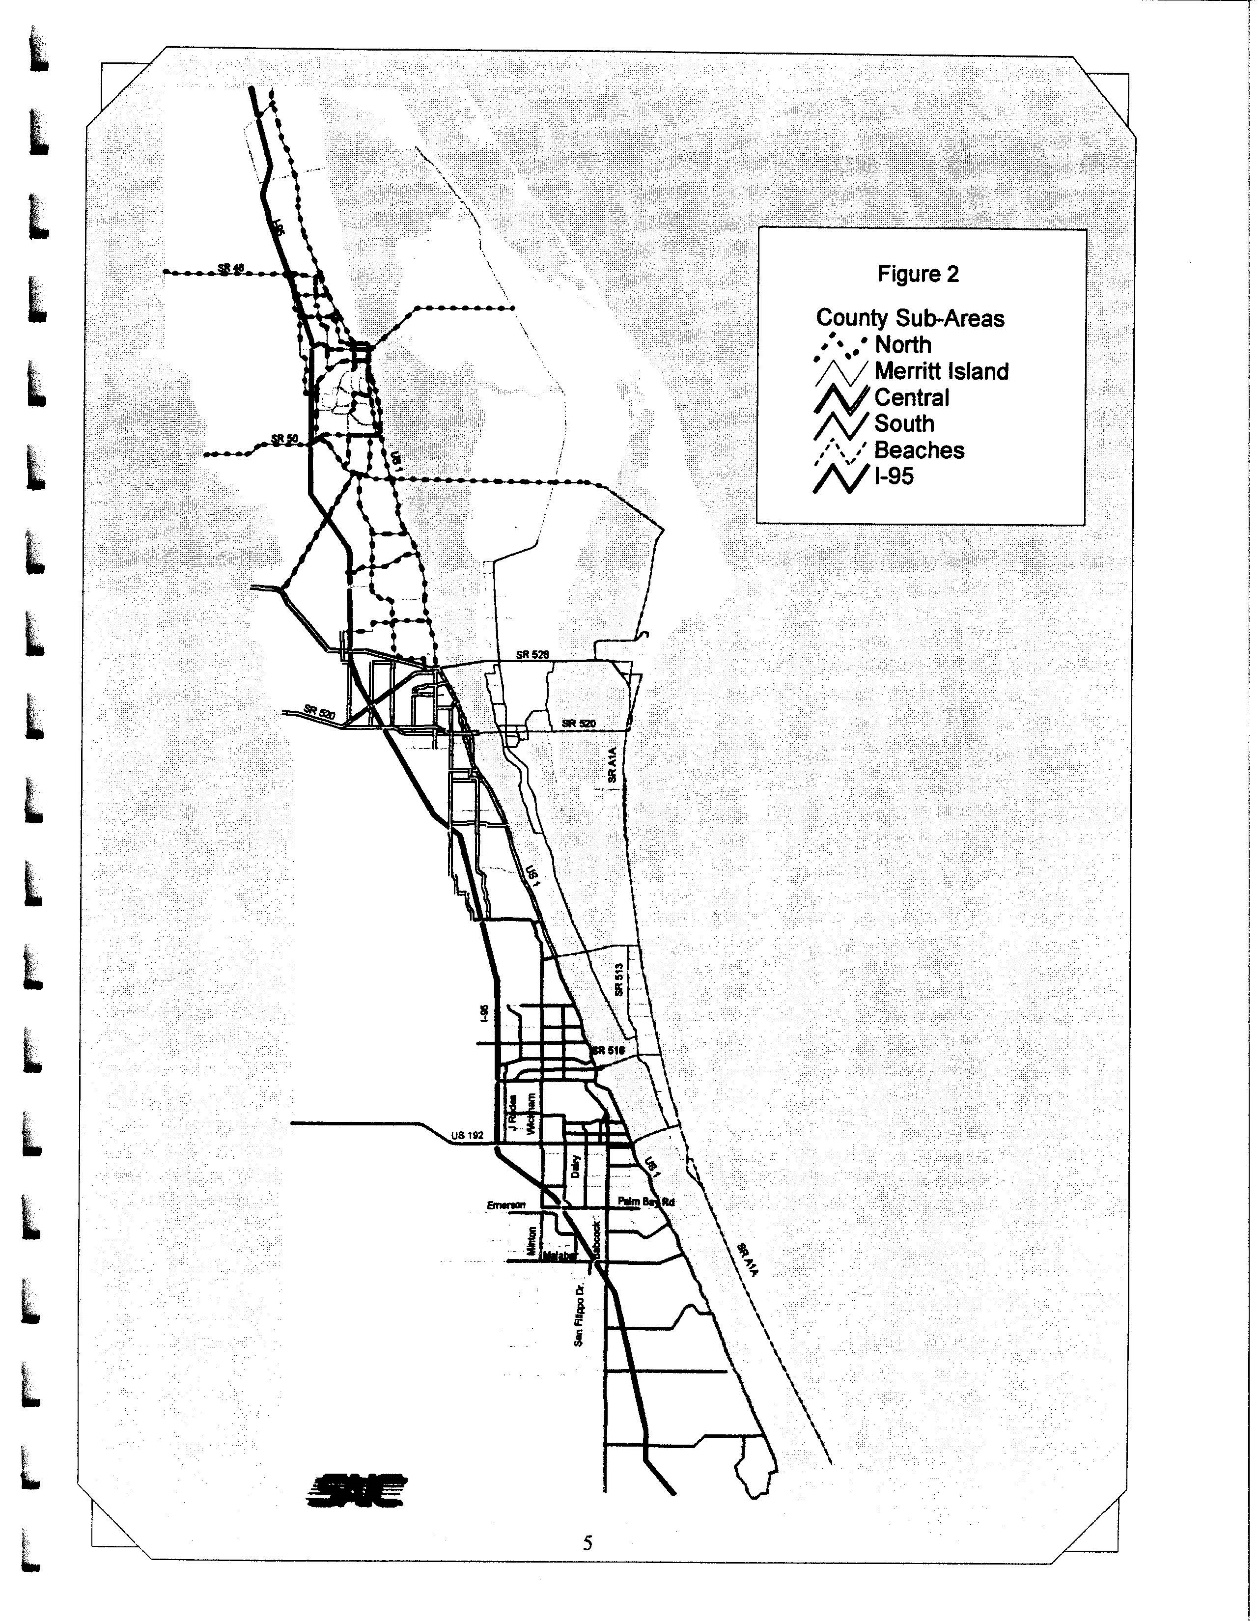 Figure 2
County Sub-Areas
North
Merritt Island
Central
South
Beaches
I-95
I-95
SR 46
SR 50
US 1
SR 528
SR 520
SR 520
SR A1A
US 1
SR 513
I-95
SR 518
J Rodes
Wickham
US 192
Dairy
US 1
Emerson
Palm Bay Rd
Minton
Malabar
Babcock
SR A1A
San Filippo Dr.
SAIC
5